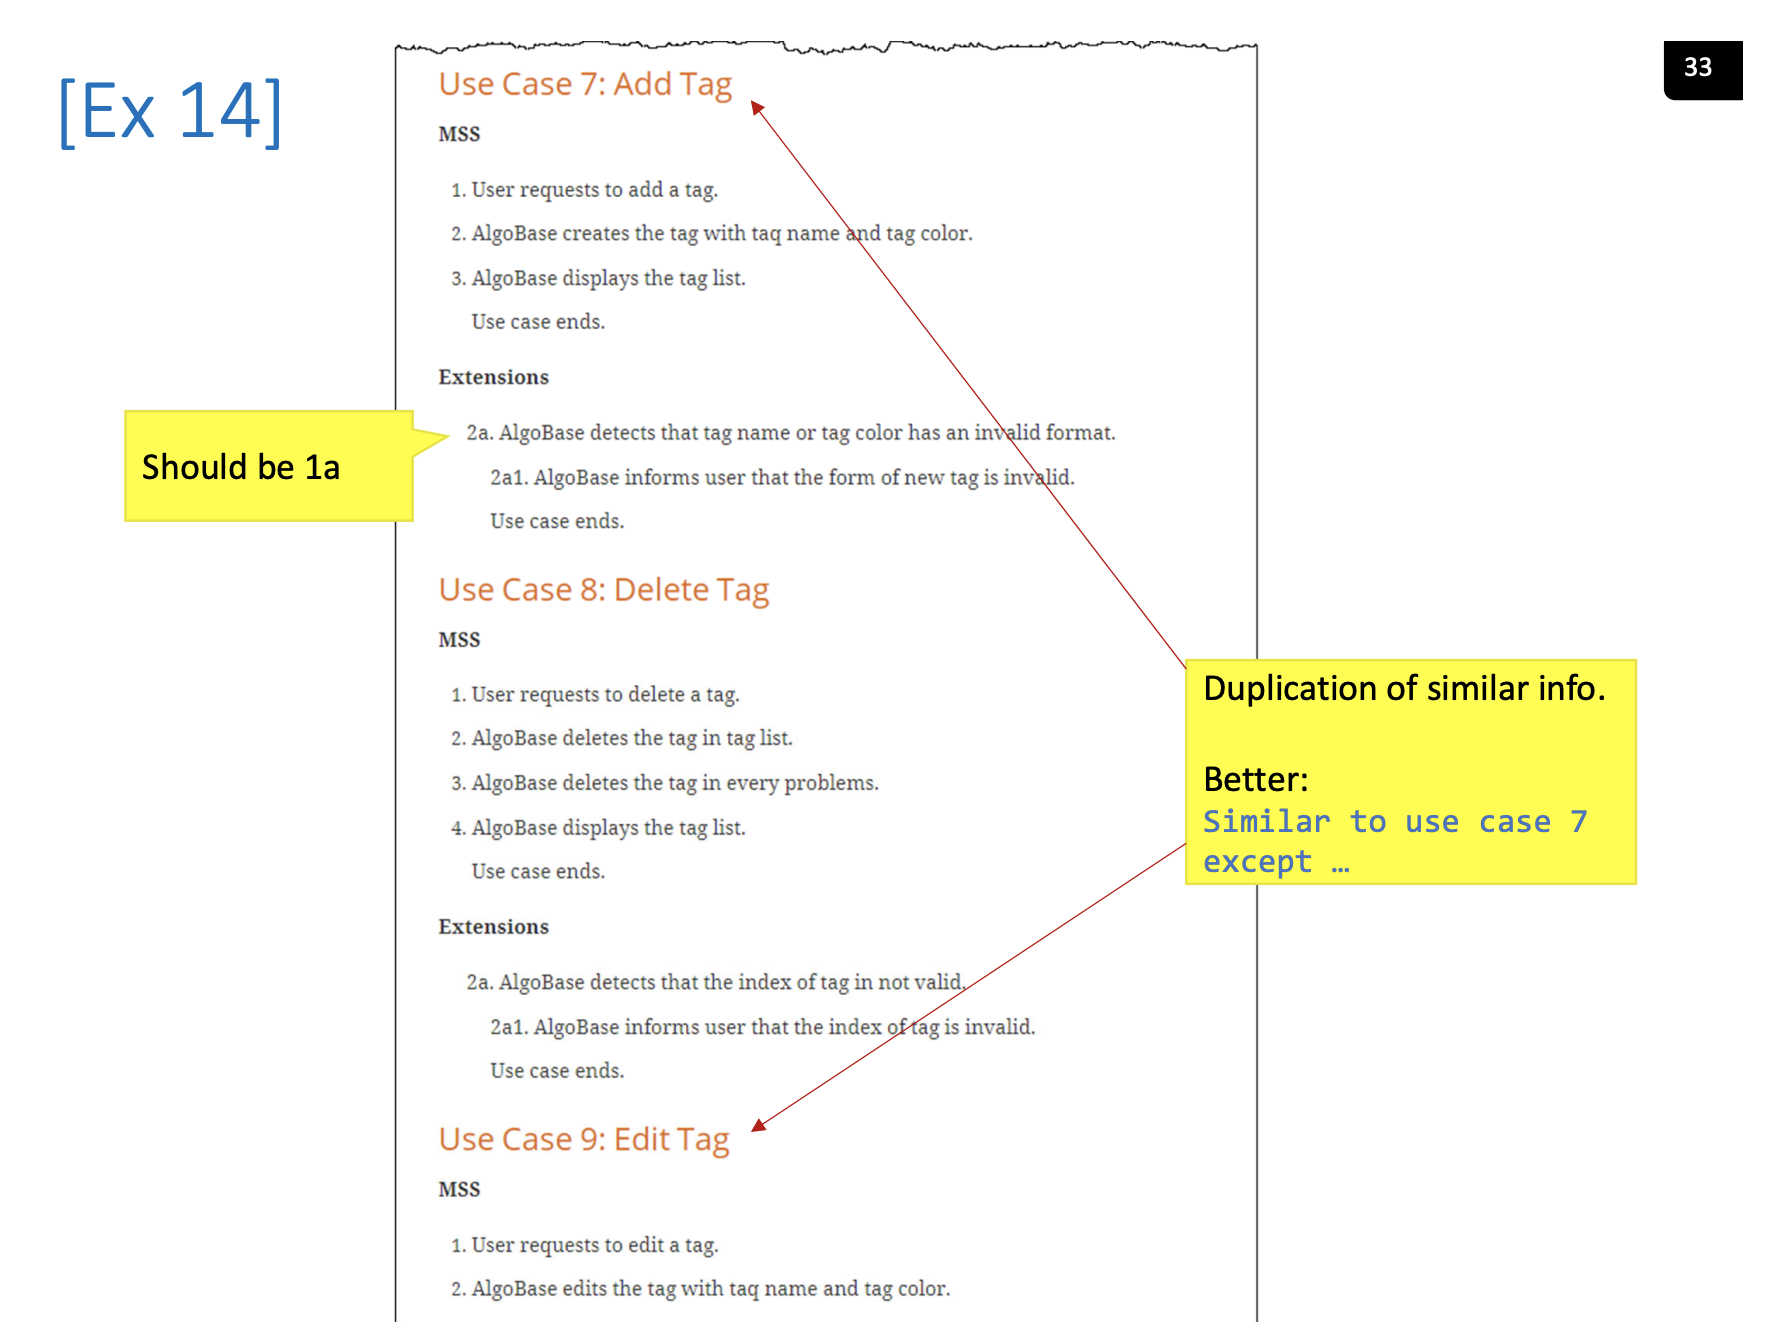 [Ex 14]
33
Use Case 7: Add Tag
MSS
1. User requests to add a tag.
2. AlgoBase creates the tag with taq name and tag color.
3. AlgoBase displays the tag list.
Use case ends.
Extensions
2a. AlgoBase detects that tag name or tag color has an invalid format.
2a1. AlgoBase informs user that the form of new tag is invalid.
Use case ends.
Should be 1a
Use Case 8: Delete Tag
MSS
1. User requests to delete a tag.
2. AlgoBase deletes the tag in tag list.
3. AlgoBase deletes the tag in every problems.
4. AlgoBase displays the tag list.
Use case ends.
Extensions
2a. AlgoBase detects that the index of tag in not valid.
2a1. AlgoBase informs user that the index of tag is invalid.
Use case ends.
Duplication of similar info.
Better:
Similar to use case 7
except …
Use Case 9: Edit Tag
MSS
1. User requests to edit a tag.
2. AlgoBase edits the tag with taq name and tag color.